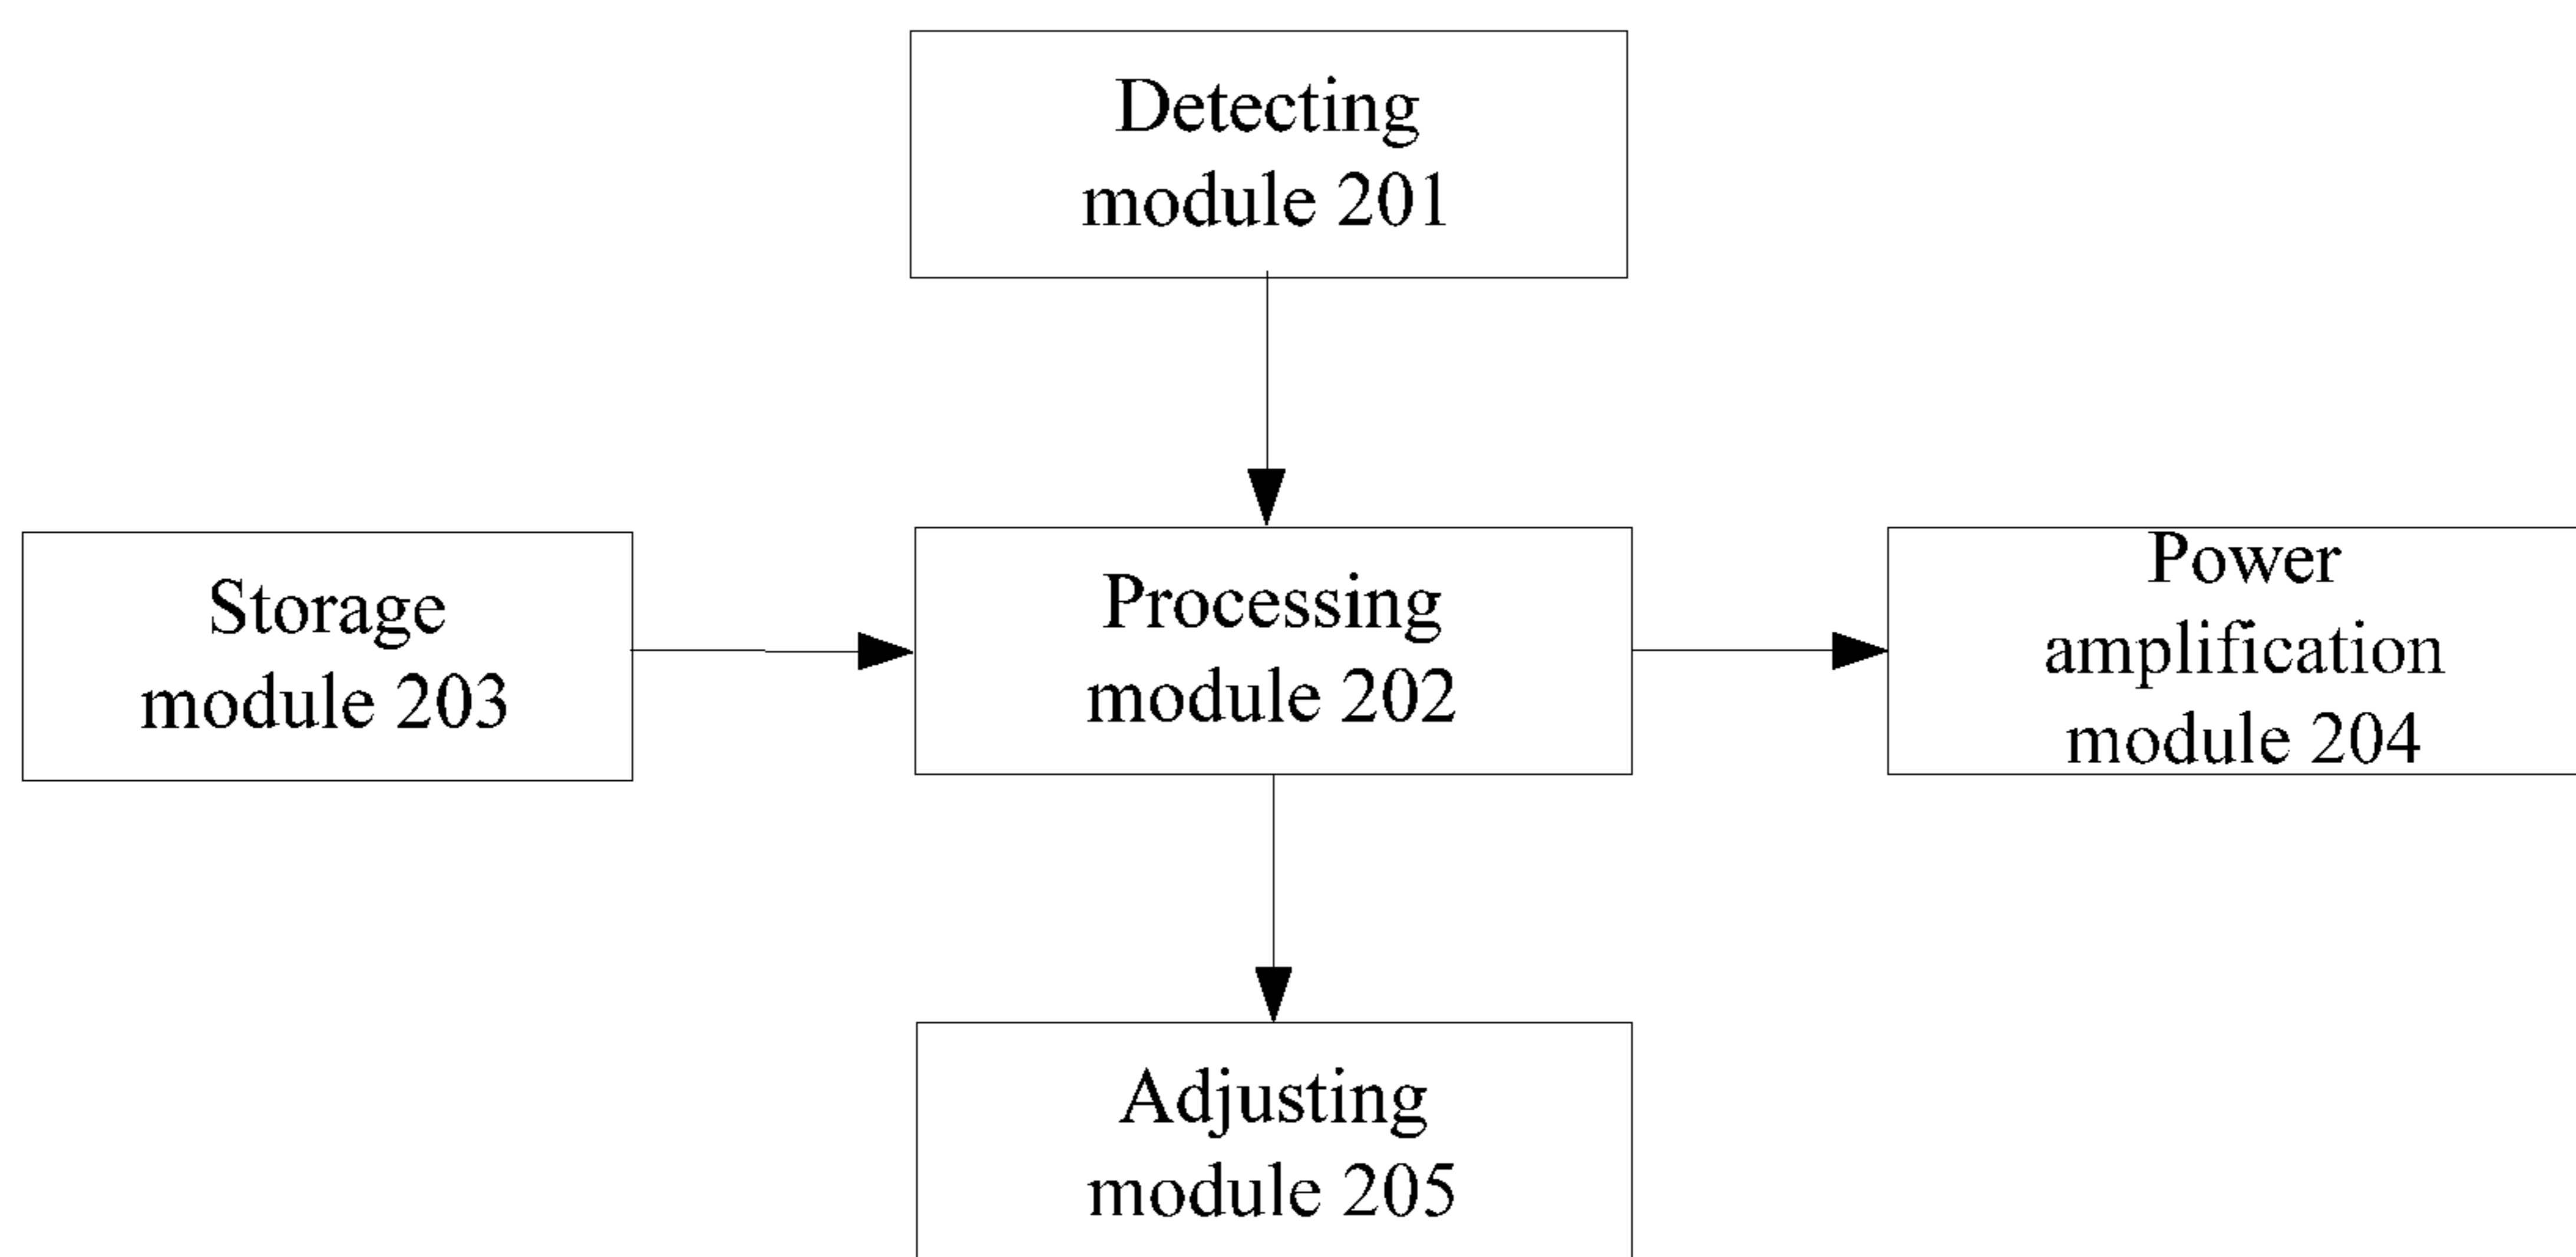 Detecting
module 201
Storage
module 203
Processing
module 202
Power
amplification
module 204
Adjusting
module 205